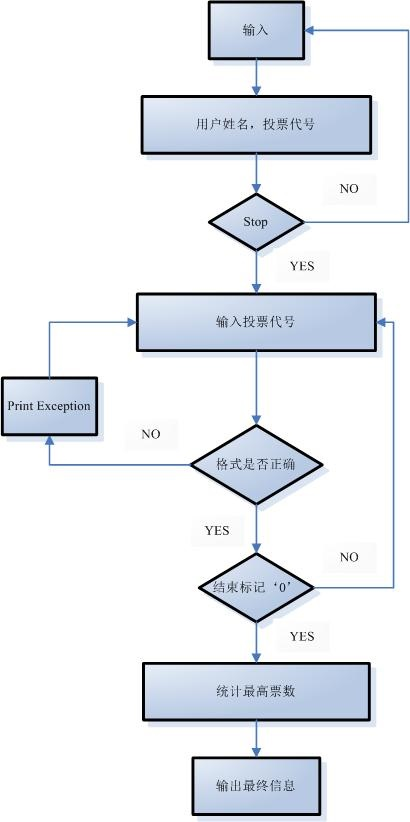 输入
用户姓名，投票代号
NO
Stop
YES
输入投票代号
Print Exception
NO
格式是否正确
YES
NO
结束标记‘0’
YES
统计最高票数
输出最终信息